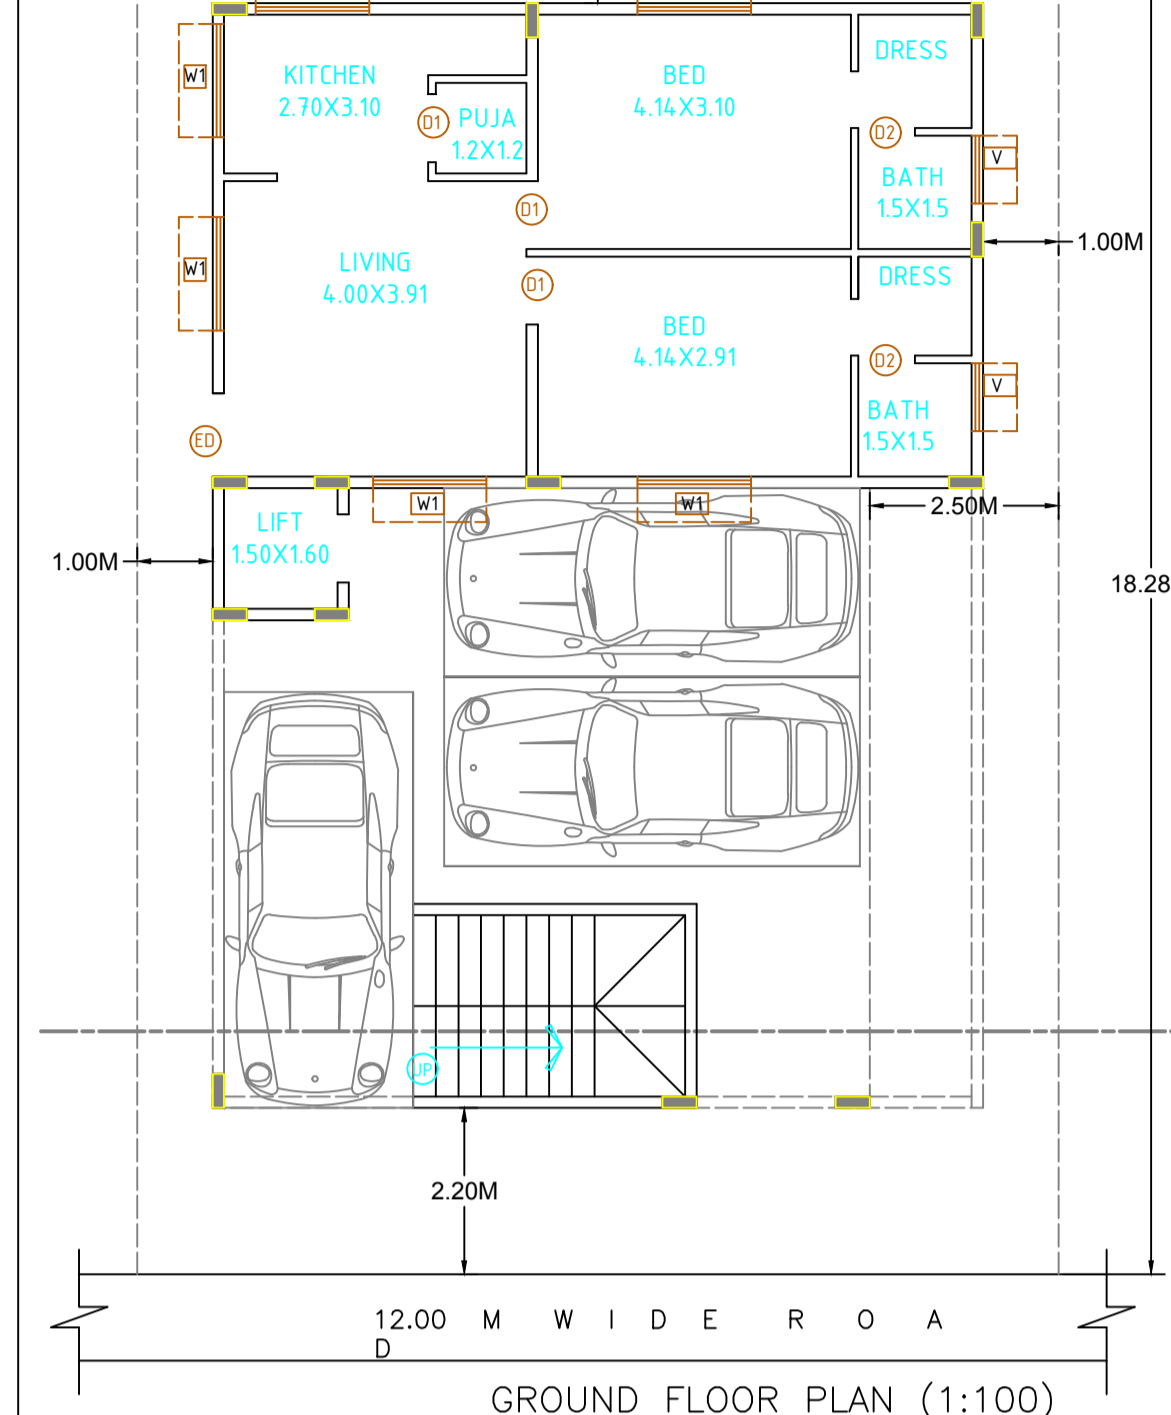 KITCHEN
2.70X3.10
W1
D1
PUJA
1.2X1.2
BED
4.14X3.10
DRESS
D2
V
BATH
1.5X1.5
D1
1.00M
W1
LIVING
4.00X3.91
D1
DRESS
BED
4.14X2.91
D2
V
BATH
1.5X1.5
ED
W1
W1
2.50M
LIFT
1.50X1.60
1.00M
18.28
UP
2.20M
12.00 M WIDE ROA
D
GROUND FLOOR PLAN (1:100)